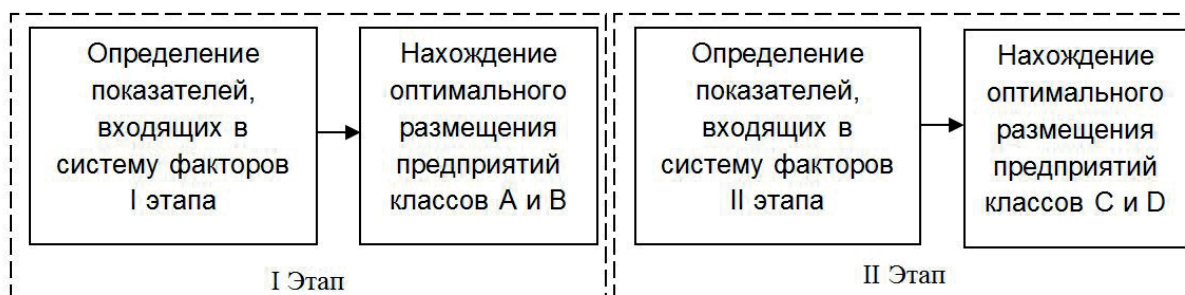 Определение
показателей,
входящих в
систему факторов
I этапа
Нахождение
оптимального
размещения
предприятий
классов А и В
I Этап
Определение
показателей,
входящих в
систему факторов
II этапа
Нахождение
оптимального
размещения
предприятий
классов С и D
II Этап